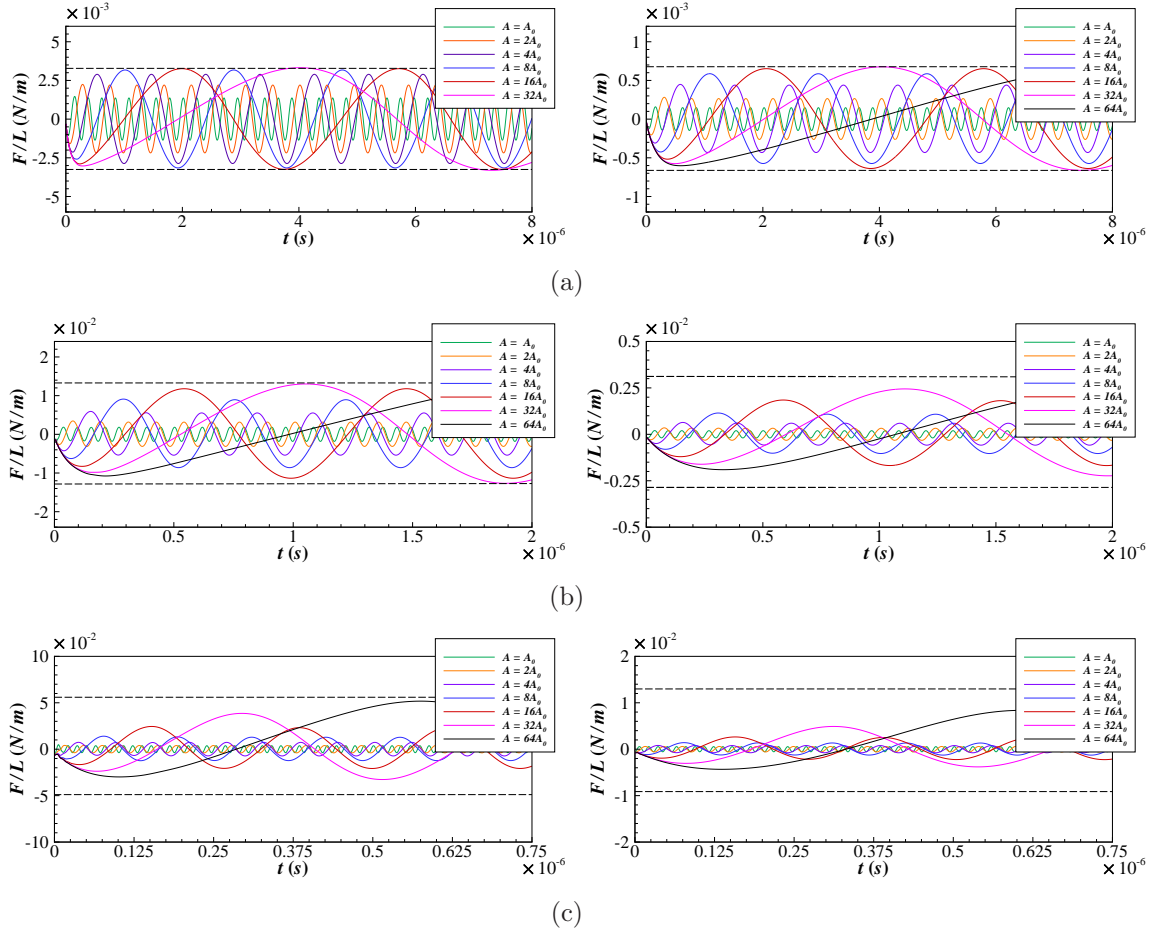 × 10⁻³
F/L (N/m)
5
2.5
0
-2.5
-5
0 2 4 6 8
t (s)
× 10⁻⁶
A = A₀
A = 2A₀
A = 4A₀
A = 8A₀
A = 16A₀
A = 32A₀
× 10⁻³
F/L (N/m)
1
0.5
0
-0.5
-1
0 2 4 6 8
t (s)
× 10⁻⁶
A = A₀
A = 2A₀
A = 4A₀
A = 8A₀
A = 16A₀
A = 32A₀
A = 64A₀
(a)
× 10⁻²
F/L (N/m)
2
1
0
-1
-2
0 0.5 1 1.5 2
t (s)
× 10⁻⁶
A = A₀
A = 2A₀
A = 4A₀
A = 8A₀
A = 16A₀
A = 32A₀
A = 64A₀
× 10⁻²
F/L (N/m)
0.5
0.25
0
-0.25
-0.5
0 0.5 1 1.5 2
t (s)
× 10⁻⁶
A = A₀
A = 2A₀
A = 4A₀
A = 8A₀
A = 16A₀
A = 32A₀
A = 64A₀
(b)
× 10⁻²
F/L (N/m)
10
5
0
-5
-10
0 0.125 0.25 0.375 0.5 0.625 0.75
t (s)
× 10⁻⁶
A = A₀
A = 2A₀
A = 4A₀
A = 8A₀
A = 16A₀
A = 32A₀
A = 64A₀
× 10⁻²
F/L (N/m)
2
1
0
-1
-2
0 0.125 0.25 0.375 0.5 0.625 0.75
t (s)
× 10⁻⁶
A = A₀
A = 2A₀
A = 4A₀
A = 8A₀
A = 16A₀
A = 32A₀
A = 64A₀
(c)